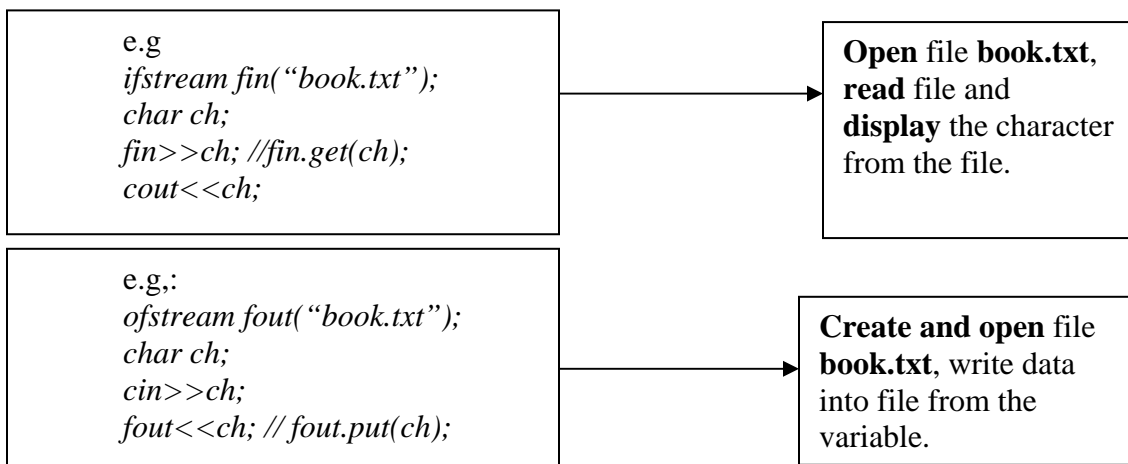 e.g
ifstream fin(“book.txt”);
char ch;
fin>>ch; //fin.get(ch);
cout<<ch;
Open file book.txt,
read file and
display the character
from the file.
e.g,:
ofstream fout(“book.txt”);
char ch;
cin>>ch;
fout<<ch; // fout.put(ch);
Create and open file
book.txt, write data
into file from the
variable.